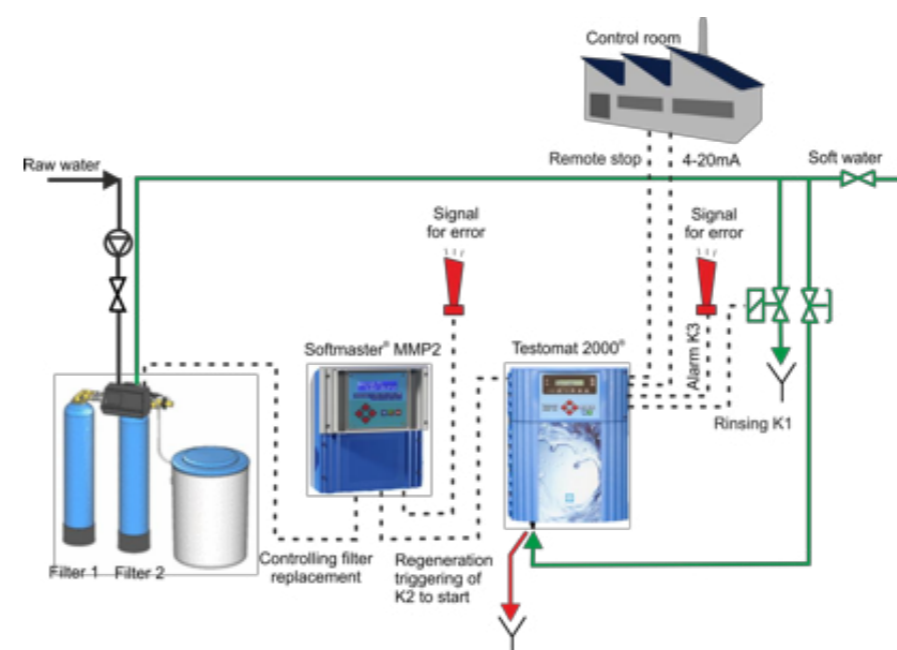 Control room
Raw water
Remote stop
4-20mA
Soft water
Signal
for error
Signal
for error
Softmaster® MMP2
Testomat 2000®
Alarm K3
Rinsing K1
Filter 1
Filter 2
Controlling filter
replacement
Regeneration
triggering of
K2 to start